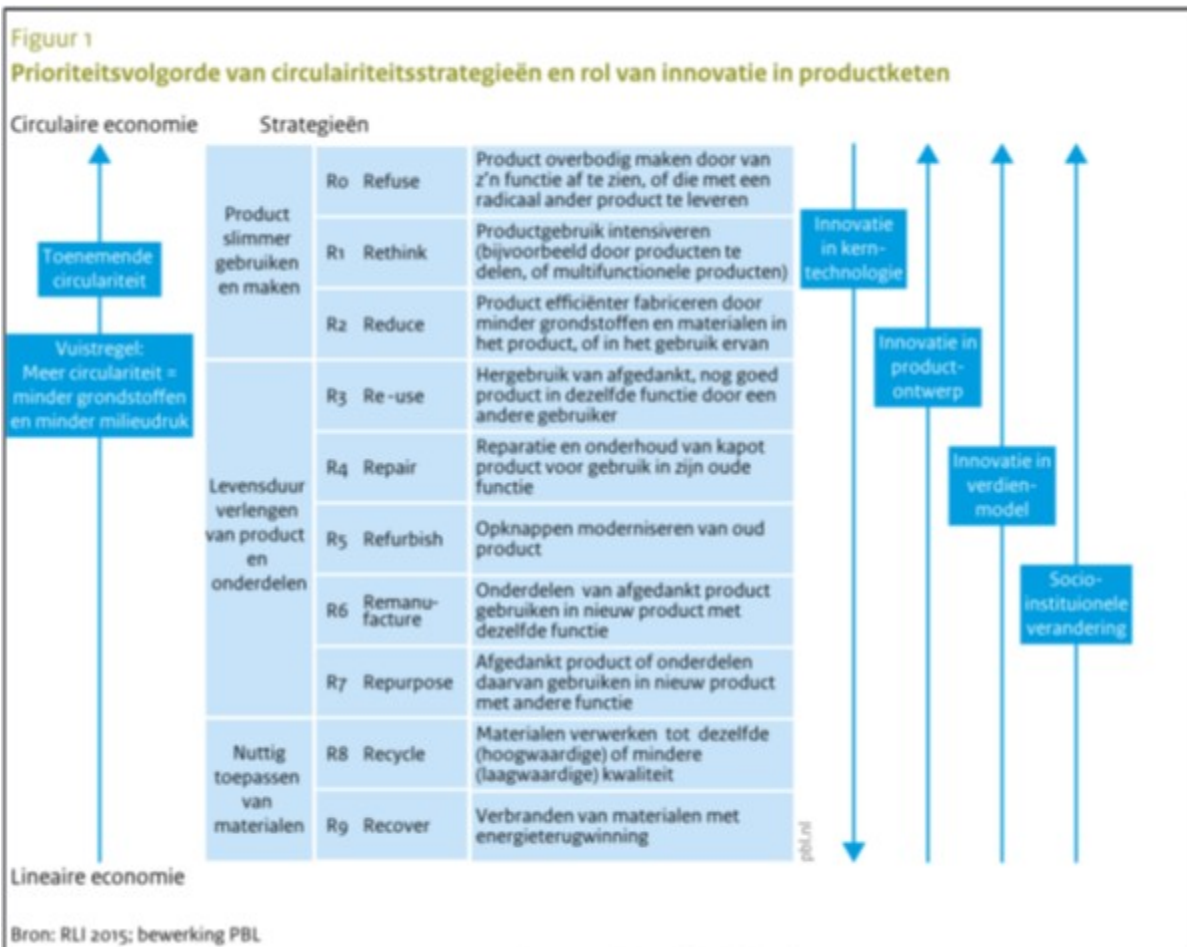 Figuur 1
Prioriteitsvolgorde van circulairiteitsstrategieën en rol van innovatie in productketen
Circulaire economie
Strategieën
Toenemende
circulariteit
Vuistregel:
Meer circulariteit =
minder grondstoffen
en minder milieudruk
Lineaire economie
Product
slimmer
gebruiken
en maken
R0 Refuse
Product overbodig maken door van
z'n functie af te zien, of die met een
radicaal ander product te leveren
R1 Rethink
Productgebruik intensiveren
(bijvoorbeeld door producten te
delen, of multifunctionele producten)
R2 Reduce
Product efficiënter fabriceren door
minder grondstoffen en materialen in
het product, of in het gebruik ervan
Levensduur
verlengen
van product
en
onderdelen
R3 Re-use
Hergebruik van afgedankt, nog goed
product in dezelfde functie door een
andere gebruiker
R4 Repair
Reparatie en onderhoud van kapot
product voor gebruik in zijn oude
functie
R5 Refurbish
Opknappen moderniseren van oud
product
R6 Remanu-
facture
Onderdelen van afgedankt product
gebruiken in nieuw product met
dezelfde functie
R7 Repurpose
Afgedankt product of onderdelen
daarvan gebruiken in nieuw product
met andere functie
Nuttig
toepassen
van
materialen
R8 Recycle
Materialen verwerken tot dezelfde
(hoogwaardige) of mindere
(laagwaardige) kwaliteit
R9 Recover
Verbranden van materialen met
energieterugwinning
pbl.nl
Innovatie
in kern-
technologie
Innovatie in
product-
ontwerp
Innovatie in
verdien-
model
Socio-
instituionele
verandering
Bron: RLI 2015; bewerking PBL